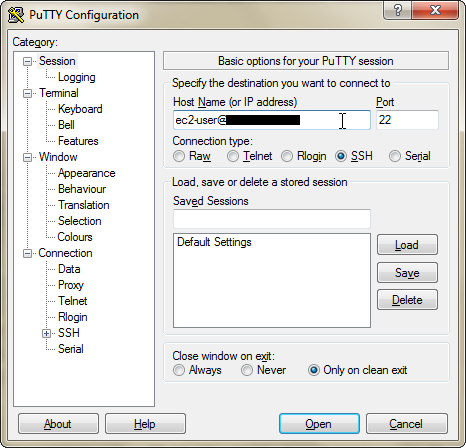 PuTTY Configuration
Category:
Session
Logging
Terminal
Keyboard
Bell
Features
Window
Appearance
Behaviour
Translation
Selection
Colours
Connection
Data
Proxy
Telnet
Rlogin
SSH
Serial
Basic options for your PuTTY session
Specify the destination you want to connect to
Host Name (or IP address) Port
ec2-user@ 22
Connection type:
Raw Telnet Rlogin SSH Serial
Load, save or delete a stored session
Saved Sessions
Default Settings
Load
Save
Delete
Close window on exit:
Always Never Only on clean exit
About Help Open Cancel